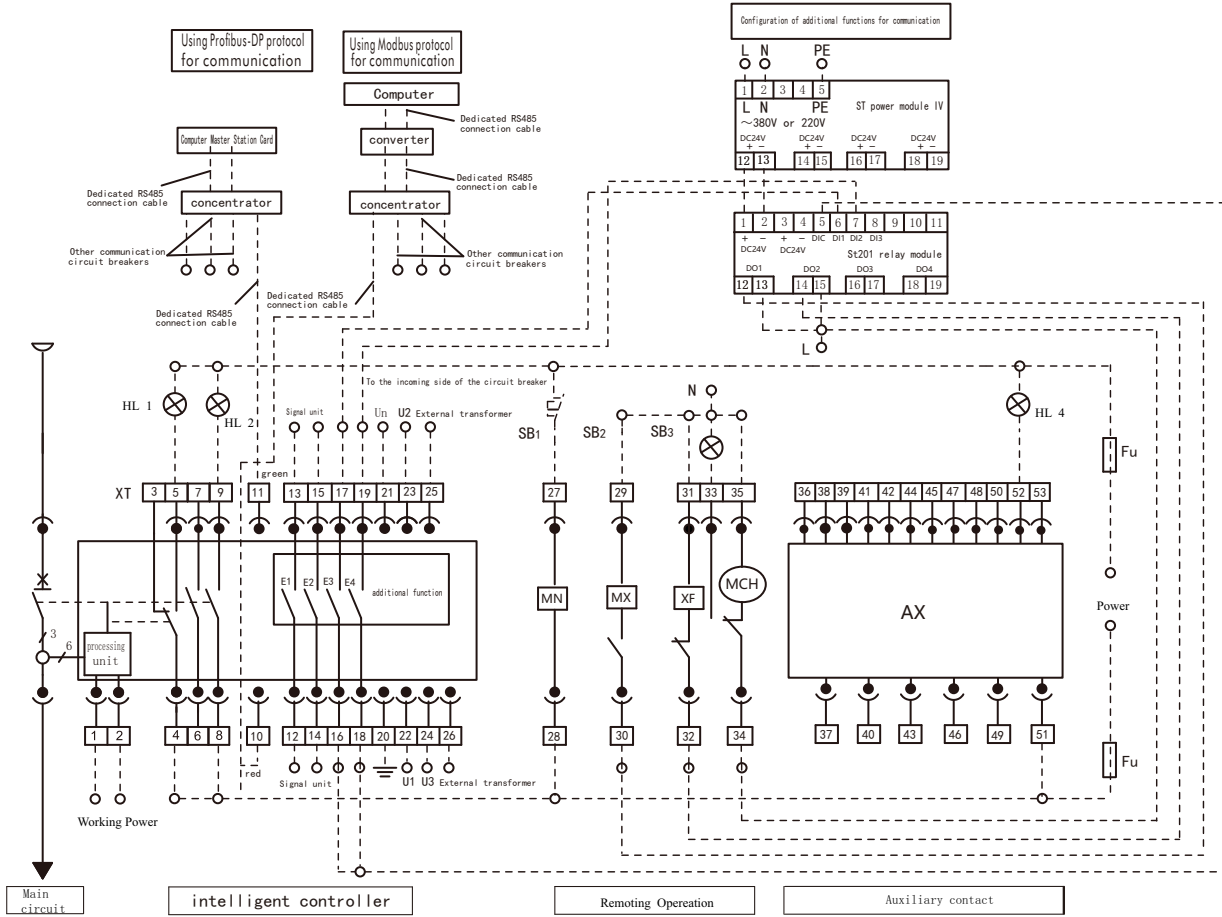 Configuration of additional functions for communication
Using Profibus-DP protocol
for communication
Using Modbus protocol
for communication
L N PE
1 2 3 4 5
L N PE
ST power module IV
～380V or 220V
DC24V DC24V DC24V DC24V
+ − + − + − + −
12 13 14 15 16 17 18 19
Computer
Dedicated RS485
connection cable
converter
Computer Master Station Card
Dedicated RS485
connection cable
Dedicated RS485
connection cable
concentrator
concentrator
Other communication
circuit breakers
Other communication
circuit breakers
Dedicated RS485
connection cable
Dedicated RS485
connection cable
1 2 3 4 5 6 7 8 9 10 11
+ − + − DIC DI1 DI2 DI3
DC24V DC24V
St201 relay module
DO1 DO2 DO3 DO4
12 13 14 15 16 17 18 19
L
To the incoming side of the circuit breaker
N
HL 1
HL 2
Signal unit
Un U2 External transformer
SB1
SB2
SB3
HL 4
Fu
green
XT
3 5 7 9 11 13 15 17 19 21 23 25 27 29 31 33 35 36 38 39 41 42 44 45 47 48 50 52 53
E1 E2 E3 E4
additional function
MN
MX
XF
MCH
AX
Power
3
6
processing
unit
1 2 4 6 8 10 12 14 16 18 20 22 24 26 28 30 32 34 37 40 43 46 49 51
red
Signal unit
U1 U3 External transformer
Fu
Working Power
Main
circuit
intelligent controller
Remoting Opereation
Auxiliary contact